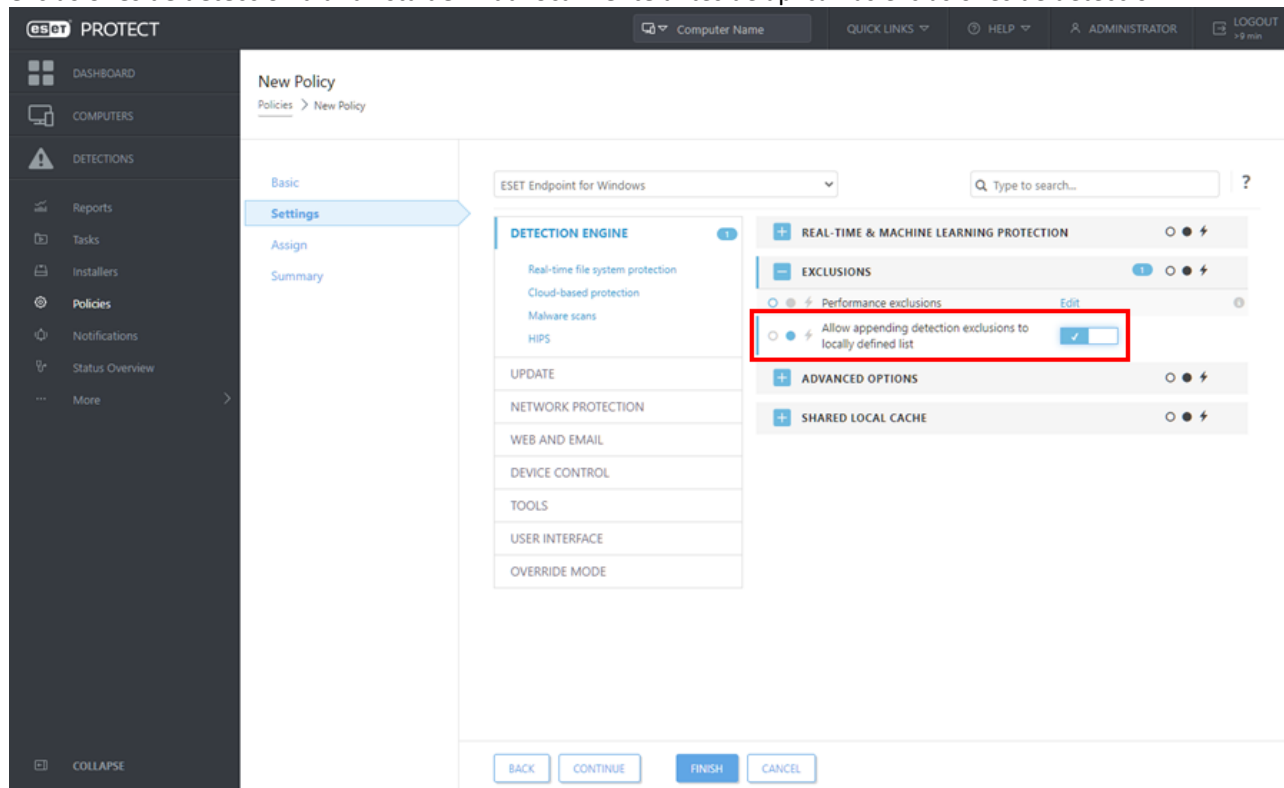 eset PROTECT
Computer Name
QUICK LINKS
HELP
ADMINISTRATOR
LOGOUT
>9 min
DASHBOARD
COMPUTERS
DETECTIONS
Reports
Tasks
Installers
Policies
Notifications
Status Overview
More
COLLAPSE
New Policy
Policies > New Policy
Basic
Settings
Assign
Summary
ESET Endpoint for Windows
Type to search...
?
DETECTION ENGINE 1
Real-time file system protection
Cloud-based protection
Malware scans
HIPS
UPDATE
NETWORK PROTECTION
WEB AND EMAIL
DEVICE CONTROL
TOOLS
USER INTERFACE
OVERRIDE MODE
REAL-TIME & MACHINE LEARNING PROTECTION
EXCLUSIONS 1
Performance exclusions Edit
Allow appending detection exclusions to
locally defined list
ADVANCED OPTIONS
SHARED LOCAL CACHE
BACK CONTINUE FINISH CANCEL